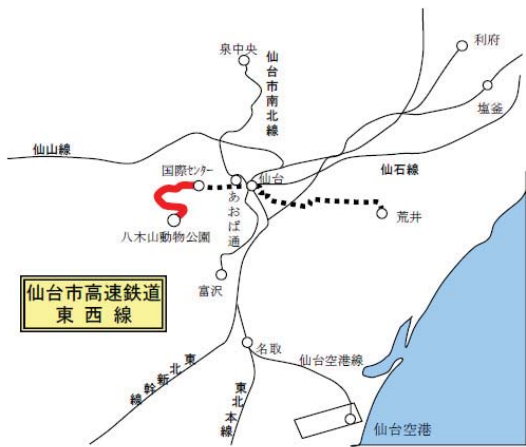 泉中央
仙台市南北線
利府
塩釜
仙山線
国際センター
仙台
仙石線
あおば通
荒井
八木山動物公園
富沢
仙台市高速鉄道
東西線
名取
仙台空港線
東北新幹線
東北本線
仙台空港